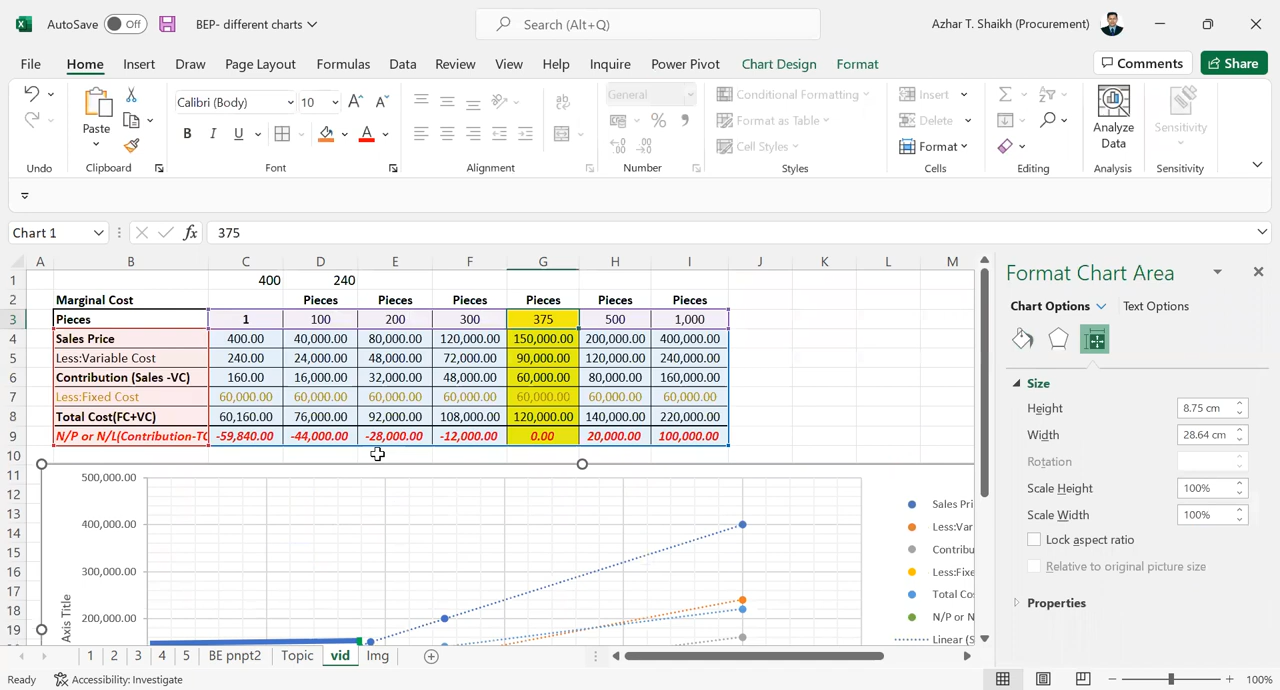 AutoSave Off BEP- different charts Search (Alt+Q) Azhar T. Shaikh (Procurement)
File Home Insert Draw Page Layout Formulas Data Review View Help Inquire Power Pivot Chart Design Format Comments Share
Calibri (Body) 10 General Conditional Formatting Insert
Paste B I U Format as Table Delete Analyze Data Sensitivity
Cell Styles Format
Undo Clipboard Font Alignment Number Styles Cells Editing Analysis Sensitivity
Chart 1 fx 375
A B C D E F G H I J K L M
1 400 240
2 Marginal Cost Pieces Pieces Pieces Pieces Pieces Pieces
3 Pieces 1 100 200 300 375 500 1,000
4 Sales Price 400.00 40,000.00 80,000.00 120,000.00 150,000.00 200,000.00 400,000.00
5 Less:Variable Cost 240.00 24,000.00 48,000.00 72,000.00 90,000.00 120,000.00 240,000.00
6 Contribution (Sales -VC) 160.00 16,000.00 32,000.00 48,000.00 60,000.00 80,000.00 160,000.00
7 Less:Fixed Cost 60,000.00 60,000.00 60,000.00 60,000.00 60,000.00 60,000.00 60,000.00
8 Total Cost(FC+VC) 60,160.00 76,000.00 92,000.00 108,000.00 120,000.00 140,000.00 220,000.00
9 N/P or N/L(Contribution-TC -59,840.00 -44,000.00 -28,000.00 -12,000.00 0.00 20,000.00 100,000.00
10
11 500,000.00
12 Sales Pri
13 400,000.00 Less:Var
14 Contribu
15 300,000.00 Less:Fixe
16
17 Total Co
18 200,000.00 N/P or N
19 Axis Title Linear (S
Format Chart Area
Chart Options Text Options
Size
Height 8.75 cm
Width 28.64 cm
Rotation
Scale Height 100%
Scale Width 100%
Lock aspect ratio
Relative to original picture size
Properties
1 2 3 4 5 BE pnpt2 Topic vid Img
Ready Accessibility: Investigate 100%